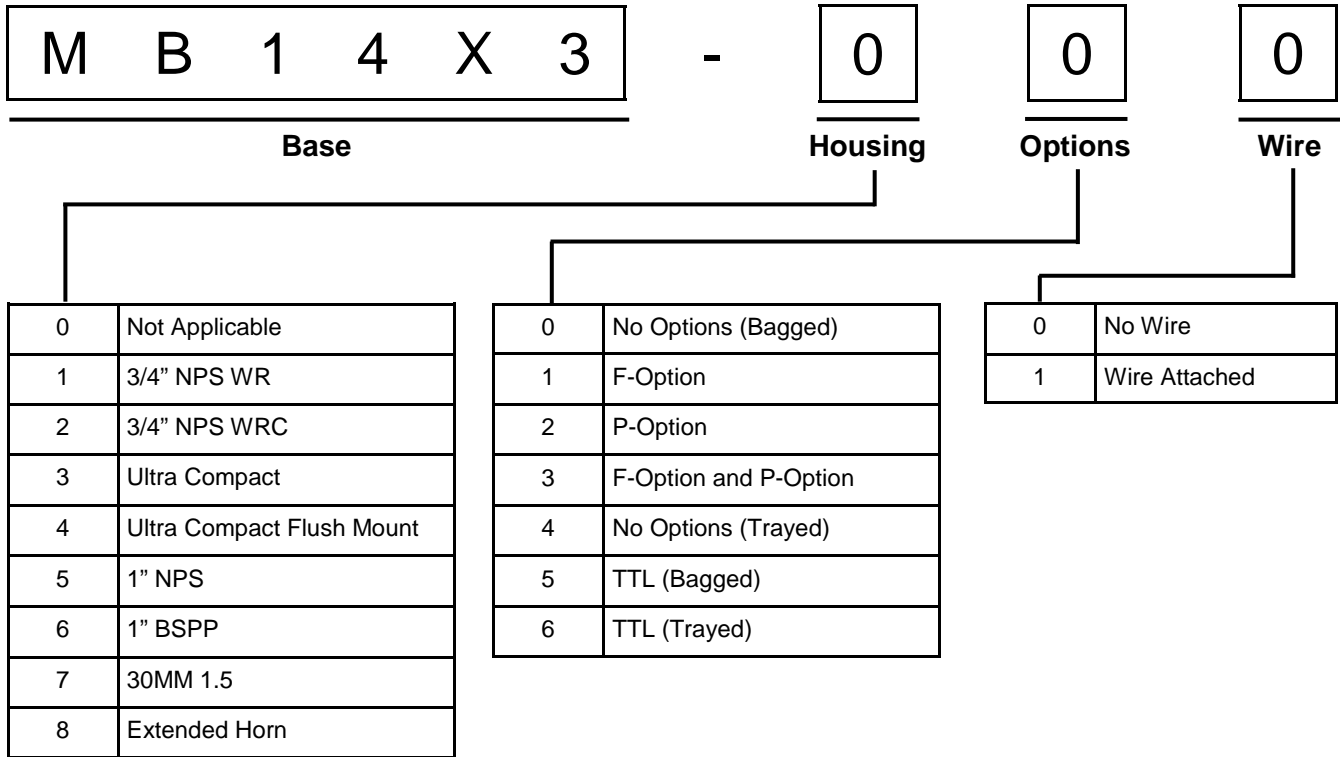 M B 1 4 X 3 - 0 0 0
Base Housing Options Wire
0 Not Applicable
1 3/4” NPS WR
2 3/4” NPS WRC
3 Ultra Compact
4 Ultra Compact Flush Mount
5 1” NPS
6 1” BSPP
7 30MM 1.5
8 Extended Horn
0 No Options (Bagged)
1 F-Option
2 P-Option
3 F-Option and P-Option
4 No Options (Trayed)
5 TTL (Bagged)
6 TTL (Trayed)
0 No Wire
1 Wire Attached